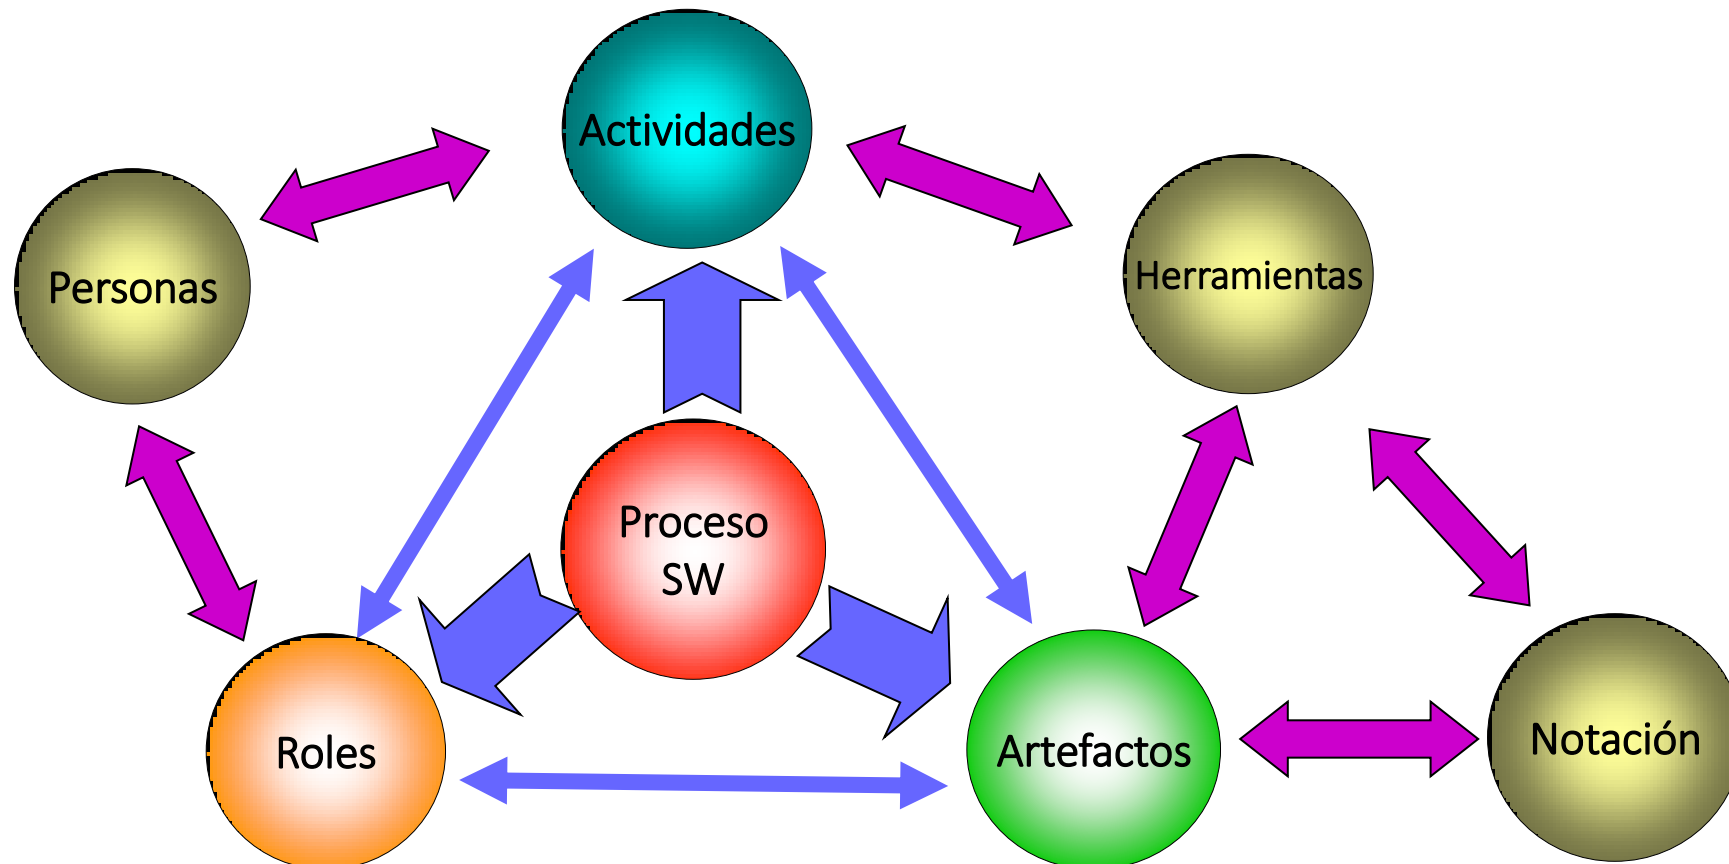 Actividades
Personas
Herramientas
Proceso
SW
Roles
Artefactos
Notación